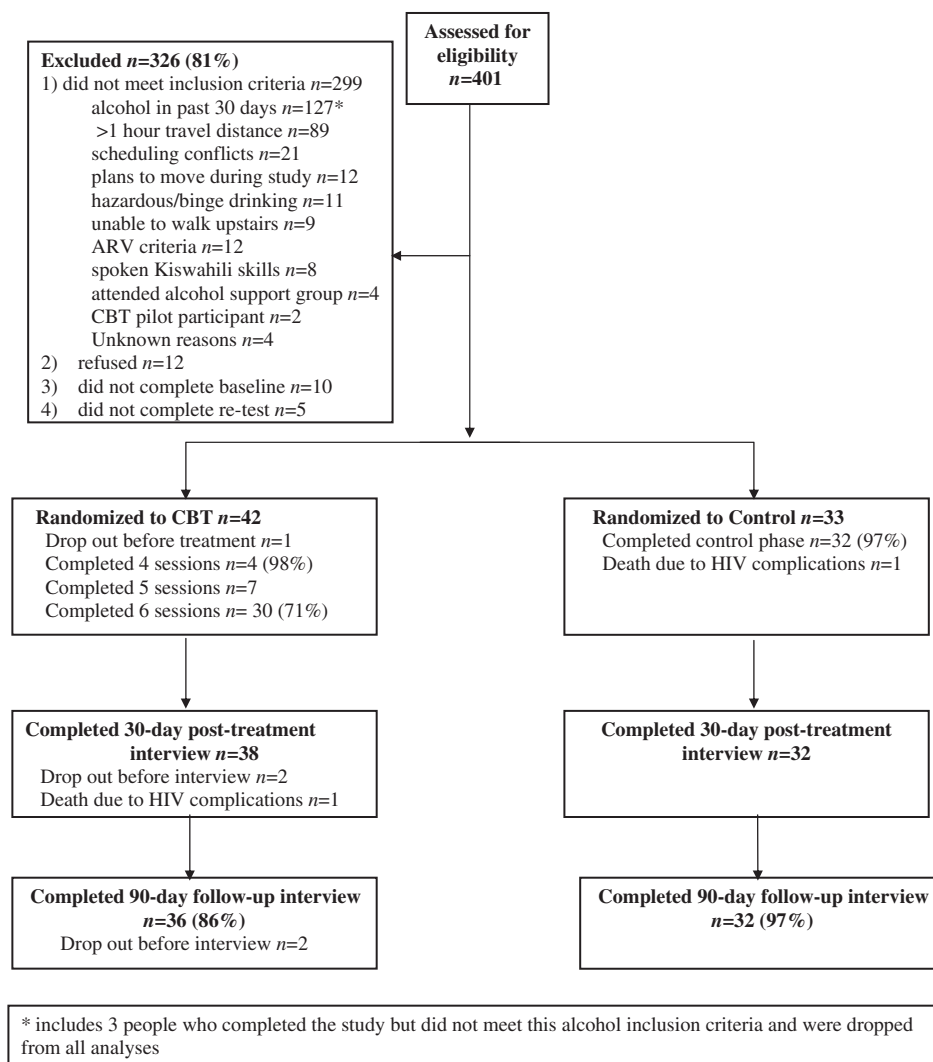 Assessed for
eligibility
n=401
Excluded n=326 (81%)
1) did not meet inclusion criteria n=299
alcohol in past 30 days n=127*
>1 hour travel distance n=89
scheduling conflicts n=21
plans to move during study n=12
hazardous/binge drinking n=11
unable to walk upstairs n=9
ARV criteria n=12
spoken Kiswahili skills n=8
attended alcohol support group n=4
CBT pilot participant n=2
Unknown reasons n=4
2) refused n=12
3) did not complete baseline n=10
4) did not complete re-test n=5
Randomized to CBT n=42
Drop out before treatment n=1
Completed 4 sessions n=4 (98%)
Completed 5 sessions n=7
Completed 6 sessions n= 30 (71%)
Randomized to Control n=33
Completed control phase n=32 (97%)
Death due to HIV complications n=1
Completed 30-day post-treatment
interview n=38
Drop out before interview n=2
Death due to HIV complications n=1
Completed 30-day post-treatment
interview n=32
Completed 90-day follow-up interview
n=36 (86%)
Drop out before interview n=2
Completed 90-day follow-up interview
n=32 (97%)
* includes 3 people who completed the study but did not meet this alcohol inclusion criteria and were dropped
from all analyses